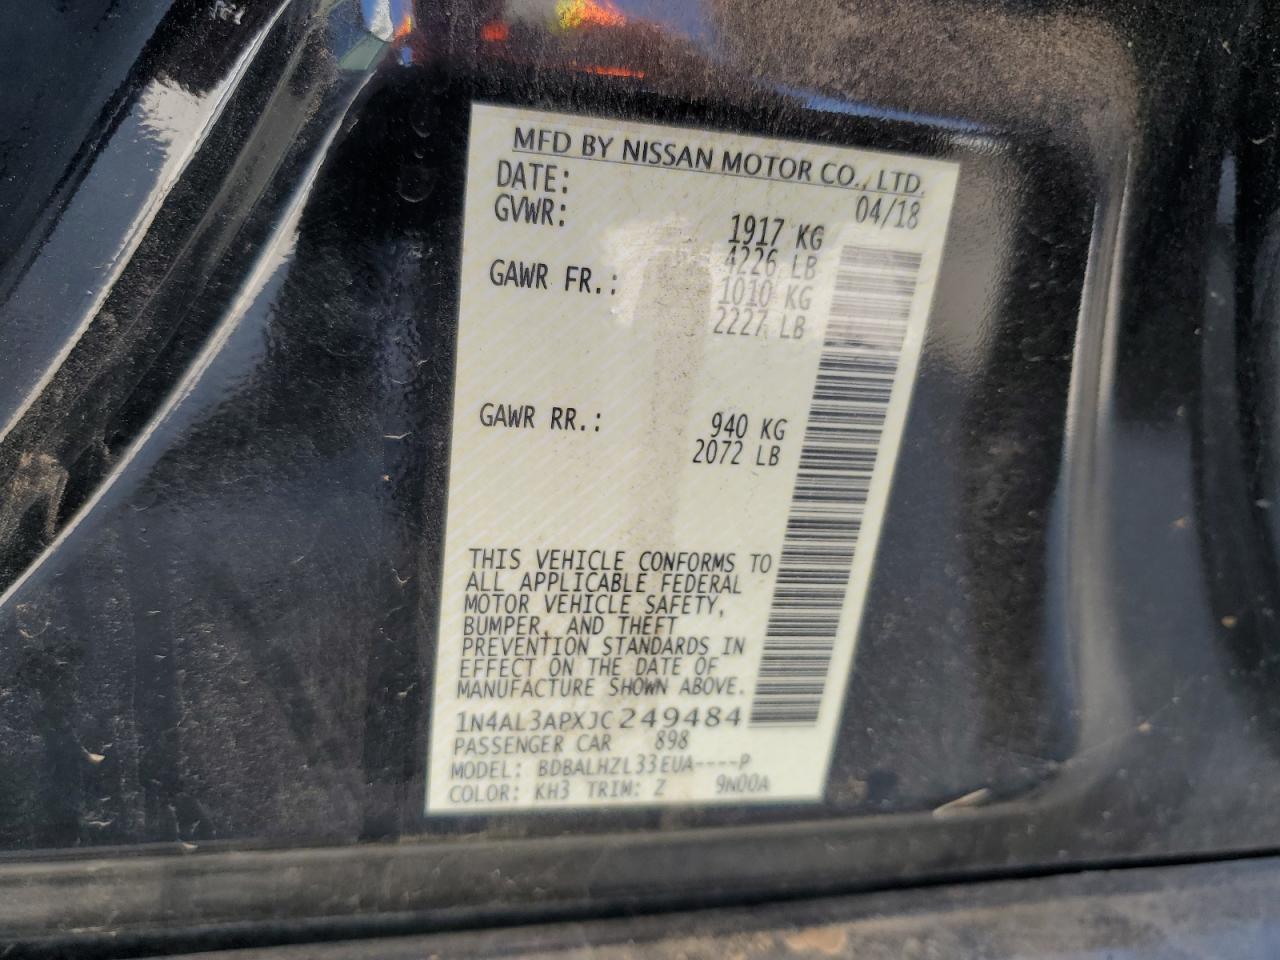 MFD BY NISSAN MOTOR CO., LTD.
DATE: 04/18
GVWR: 1917 KG
4226 LB
GAWR FR.: 1010 KG
2227 LB
GAWR RR.: 940 KG
2072 LB
THIS VEHICLE CONFORMS TO
ALL APPLICABLE FEDERAL
MOTOR VEHICLE SAFETY,
BUMPER, AND THEFT
PREVENTION STANDARDS IN
EFFECT ON THE DATE OF
MANUFACTURE SHOWN ABOVE.
1N4AL3APXJC249484
PASSENGER CAR 898
MODEL: BDBALHZL33EUA----P
COLOR: KH3 TRIM: Z 9N00A